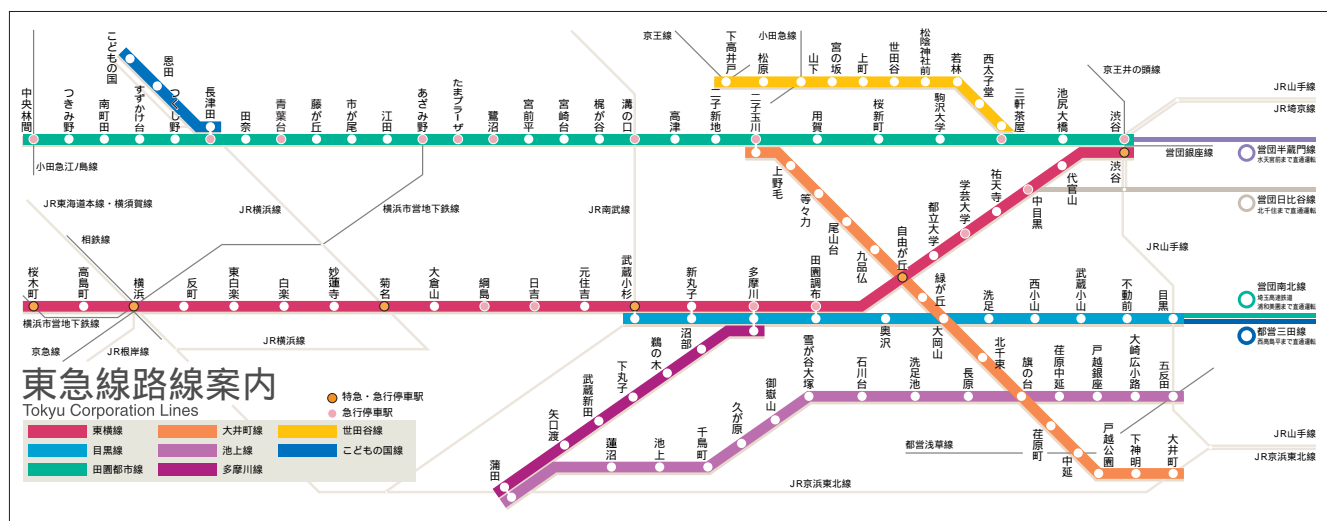 こどもの国
恩田
京王線
小田急線
下高井戸
松原
山下
宮の坂
上町
世田谷
松陰神社前
若林
西太子堂
京王井の頭線
JR山手線
JR埼京線
中央林間
つきみ野
南町田
すずかけ台
つくし野
長津田
田奈
青葉台
藤が丘
市が尾
江田
あざみ野
たまプラーザ
鷺沼
宮前平
宮崎台
梶が谷
溝の口
高津
二子新地
二子玉川
用賀
桜新町
駒沢大学
三軒茶屋
池尻大橋
渋谷
小田急江ノ島線
営団銀座線
渋谷
営団半蔵門線
水天宮前まで直通運転
JR東海道本線・横須賀線
JR横浜線
横浜市営地下鉄線
JR南武線
相鉄線
上野毛
等々力
尾山台
九品仏
自由が丘
都立大学
学芸大学
祐天寺
中目黒
代官山
営団日比谷線
北千住まで直通運転
JR山手線
桜木町
高島町
横浜
反町
東白楽
白楽
妙蓮寺
菊名
大倉山
綱島
日吉
元住吉
武蔵小杉
新丸子
多摩川
田園調布
緑が丘
洗足
西小山
武蔵小山
不動前
目黒
営団南北線
埼玉高速鉄道
浦和美園まで直通運転
横浜市営地下鉄線
京急線
JR根岸線
JR横浜線
沼部
奥沢
大岡山
都営三田線
西高島平まで直通運転
鵜の木
下丸子
武蔵新田
矢口渡
蒲田
雪が谷大塚
石川台
洗足池
長原
北千束
旗の台
荏原中延
戸越銀座
大崎広小路
五反田
御嶽山
久が原
千鳥町
池上
蓮沼
荏原町
中延
戸越公園
下神明
大井町
都営浅草線
JR山手線
JR京浜東北線
JR京浜東北線
東急線路線案内
Tokyu Corporation Lines
特急・急行停車駅
急行停車駅
東横線
大井町線
世田谷線
目黒線
池上線
こどもの国線
田園都市線
多摩川線